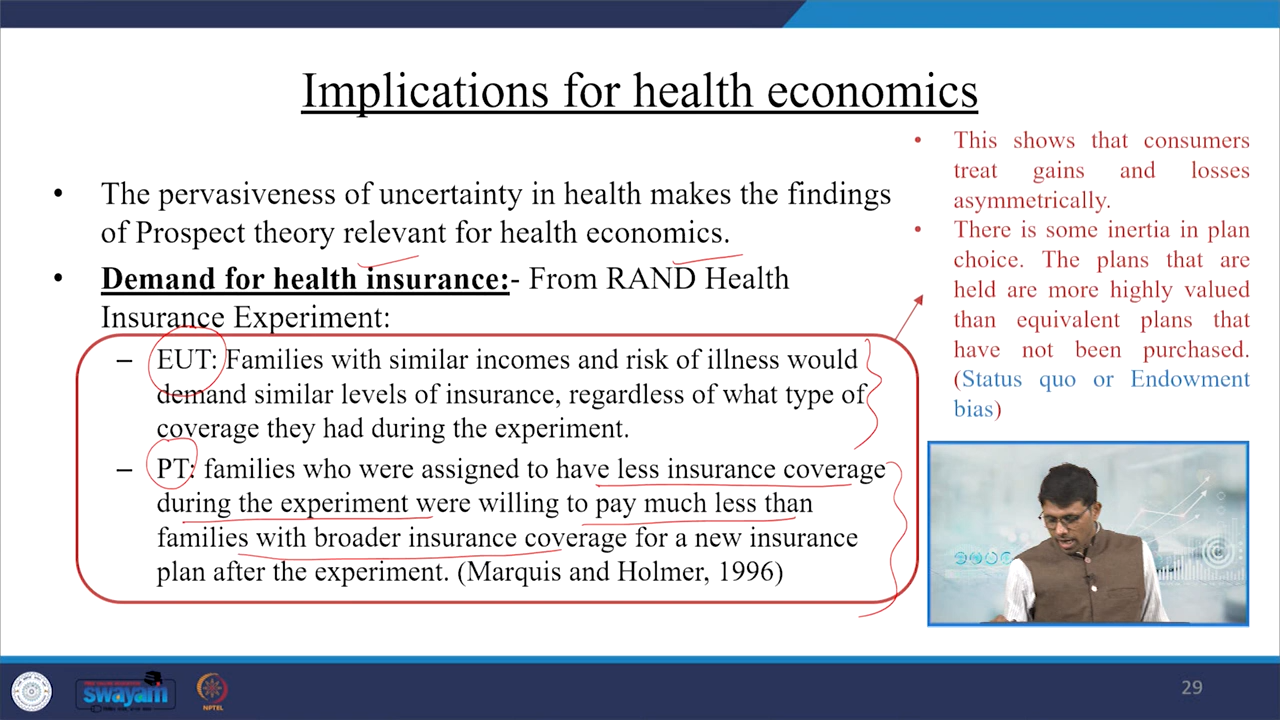 Implications for health economics
• The pervasiveness of uncertainty in health makes the findings
of Prospect theory relevant for health economics.
• Demand for health insurance:- From RAND Health
Insurance Experiment:
– EUT: Families with similar incomes and risk of illness would
demand similar levels of insurance, regardless of what type of
coverage they had during the experiment.
– PT: families who were assigned to have less insurance coverage
during the experiment were willing to pay much less than
families with broader insurance coverage for a new insurance
plan after the experiment. (Marquis and Holmer, 1996)
• This shows that consumers
treat gains and losses
asymmetrically.
• There is some inertia in plan
choice. The plans that are
held are more highly valued
than equivalent plans that
have not been purchased.
(Status quo or Endowment
bias)
swayam
NPTEL
29